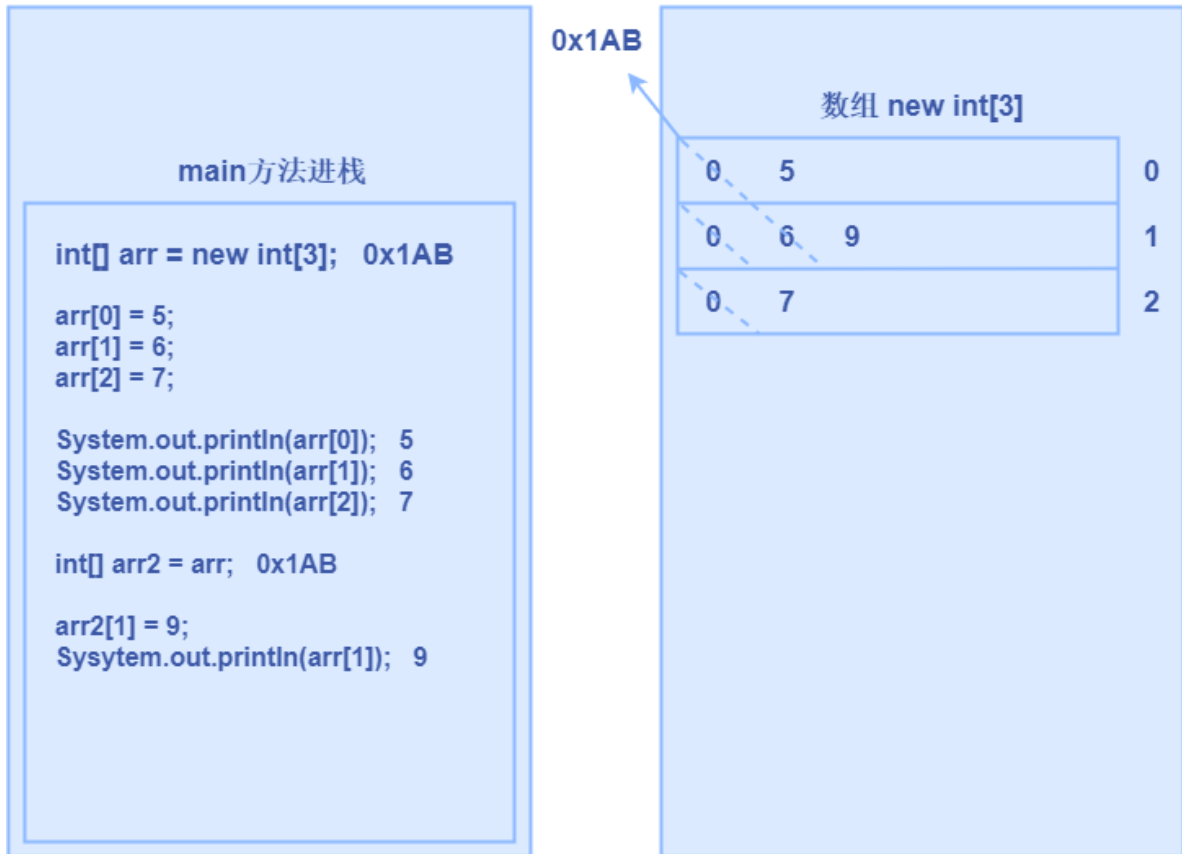 main方法进栈
int[] arr = new int[3];   0x1AB
arr[0] = 5;
arr[1] = 6;
arr[2] = 7;
System.out.println(arr[0]);   5
System.out.println(arr[1]);   6
System.out.println(arr[2]);   7
int[] arr2 = arr;   0x1AB
arr2[1] = 9;
Sysytem.out.println(arr[1]);   9
0x1AB
数组 new int[3]
0 5 0
0 6 9 1
0 7 2